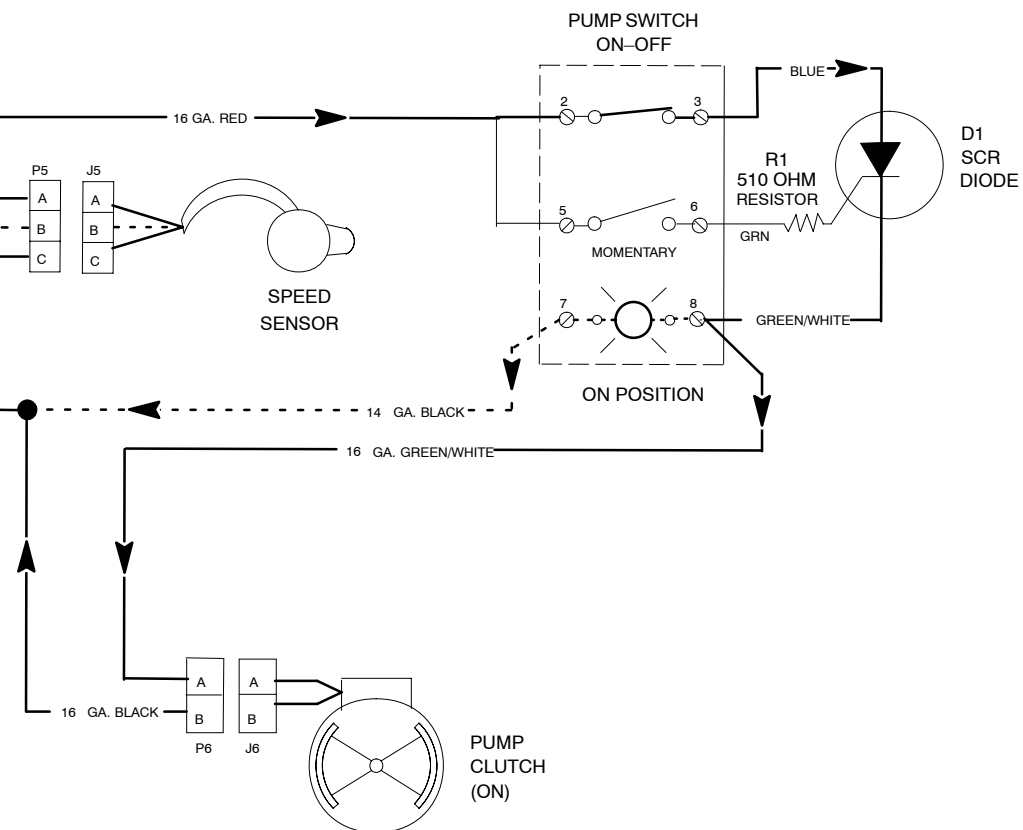 PUMP SWITCH
ON–OFF
BLUE
2
3
16 GA. RED
D1
SCR
DIODE
R1
510 OHM
RESISTOR
P5
J5
A
B
C
A
B
C
5
6
GRN
MOMENTARY
SPEED
SENSOR
7
8
GREEN/WHITE
ON POSITION
14 GA. BLACK
16 GA. GREEN/WHITE
A
B
A
B
16 GA. BLACK
P6
J6
PUMP
CLUTCH
(ON)